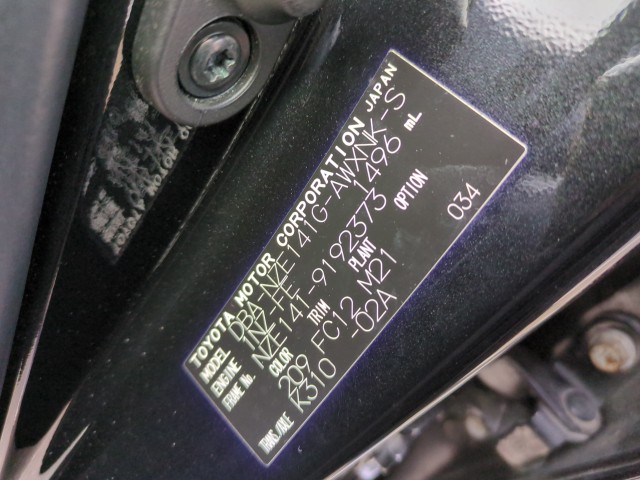 TOYOTA MOTOR CORPORATION JAPAN
MODEL DBA-NZE141G-AWXNK-S
ENGINE 1NZ-FE 1496 mL
FRAME No. NZE141-9192373
COLOR TRIM PLANT OPTION
209 FC12 M21 034
TRANS/AXLE K310 -02A